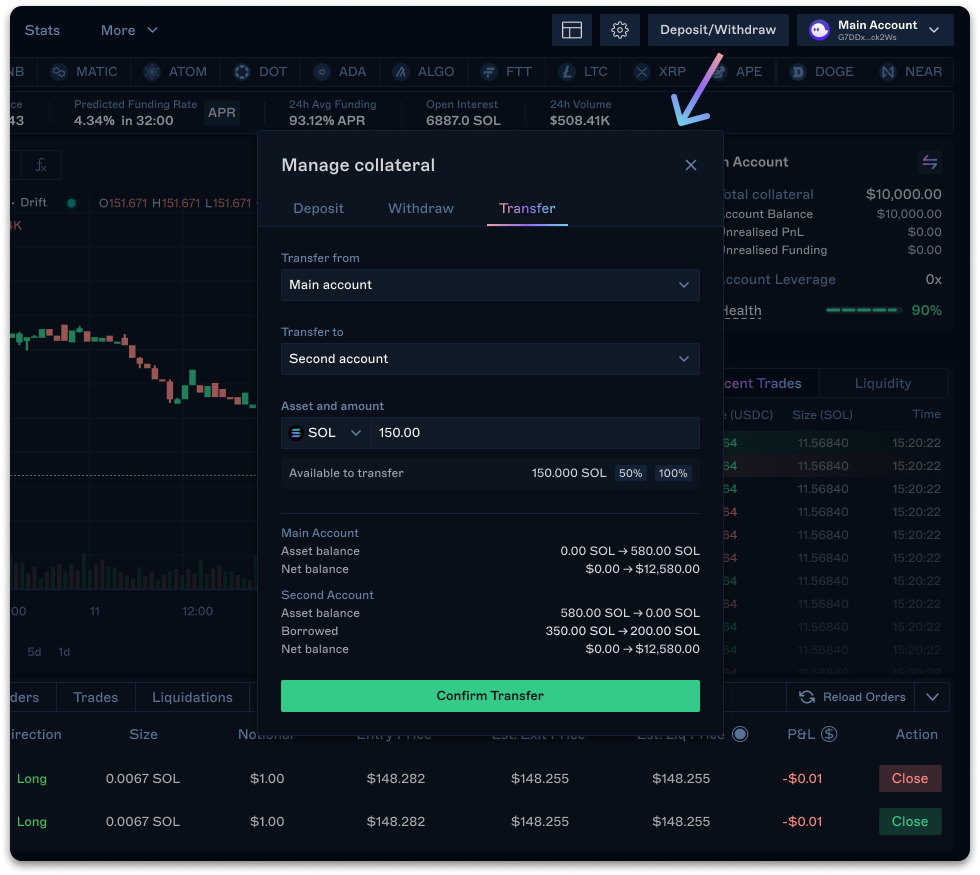 Stats More Deposit/Withdraw Main Account
G7DDx...ck2Ws
NB MATIC ATOM DOT ADA ALGO FTT LTC XRP APE DOGE NEAR
Predicted Funding Rate 24h Avg Funding Open Interest 24h Volume
43 4.34% in 32:00 APR 93.12% APR 6887.0 SOL $508.41K
Manage collateral
Account
Deposit Withdraw Transfer
Drift O151.671 H151.671 L151.671
otal collateral $10,000.00
ccount Balance $10,000.00
nrealised PnL $0.00
nrealised Funding $0.00
Transfer from
Main account
ccount Leverage 0x
Health 90%
Transfer to
Second account
cent Trades Liquidity
Asset and amount
(USDC) Size (SOL) Time
SOL 150.00
64 11.56840 15:20:22
64 11.56840 15:20:22
Available to transfer 150.000 SOL 50% 100%
64 11.56840 15:20:22
64 11.56840 15:20:22
64 11.56840 15:20:22
64 11.56840 15:20:22
64 11.56840 15:20:22
64 11.56840 15:20:22
64 11.56840 15:20:22
64 11.56840 15:20:22
Main Account
Asset balance 0.00 SOL → 580.00 SOL
Net balance $0.00 → $12,580.00
Second Account
Asset balance 580.00 SOL → 0.00 SOL
Borrowed 350.00 SOL → 200.00 SOL
Net balance $0.00 → $12,580.00
:00 11 12:00
5d 1d
Confirm Transfer
ders Trades Liquidations Reload Orders
irection Size Notional Entry Price Est. Exit Price Est. Liq Price P&L Action
Long 0.0067 SOL $1.00 $148.282 $148.255 $148.255 -$0.01 Close
Long 0.0067 SOL $1.00 $148.282 $148.255 $148.255 -$0.01 Close